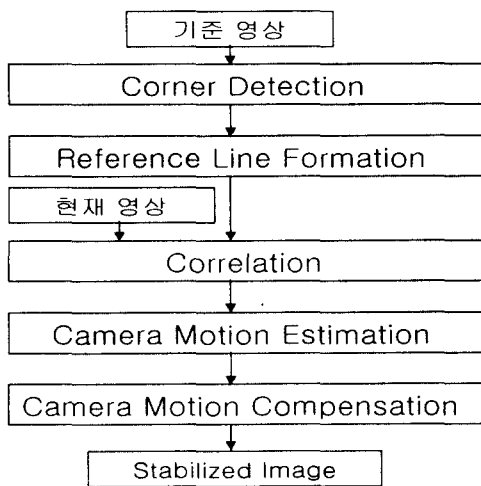 기준 영상
Corner Detection
Reference Line Formation
현재 영상
Correlation
Camera Motion Estimation
Camera Motion Compensation
Stabilized Image